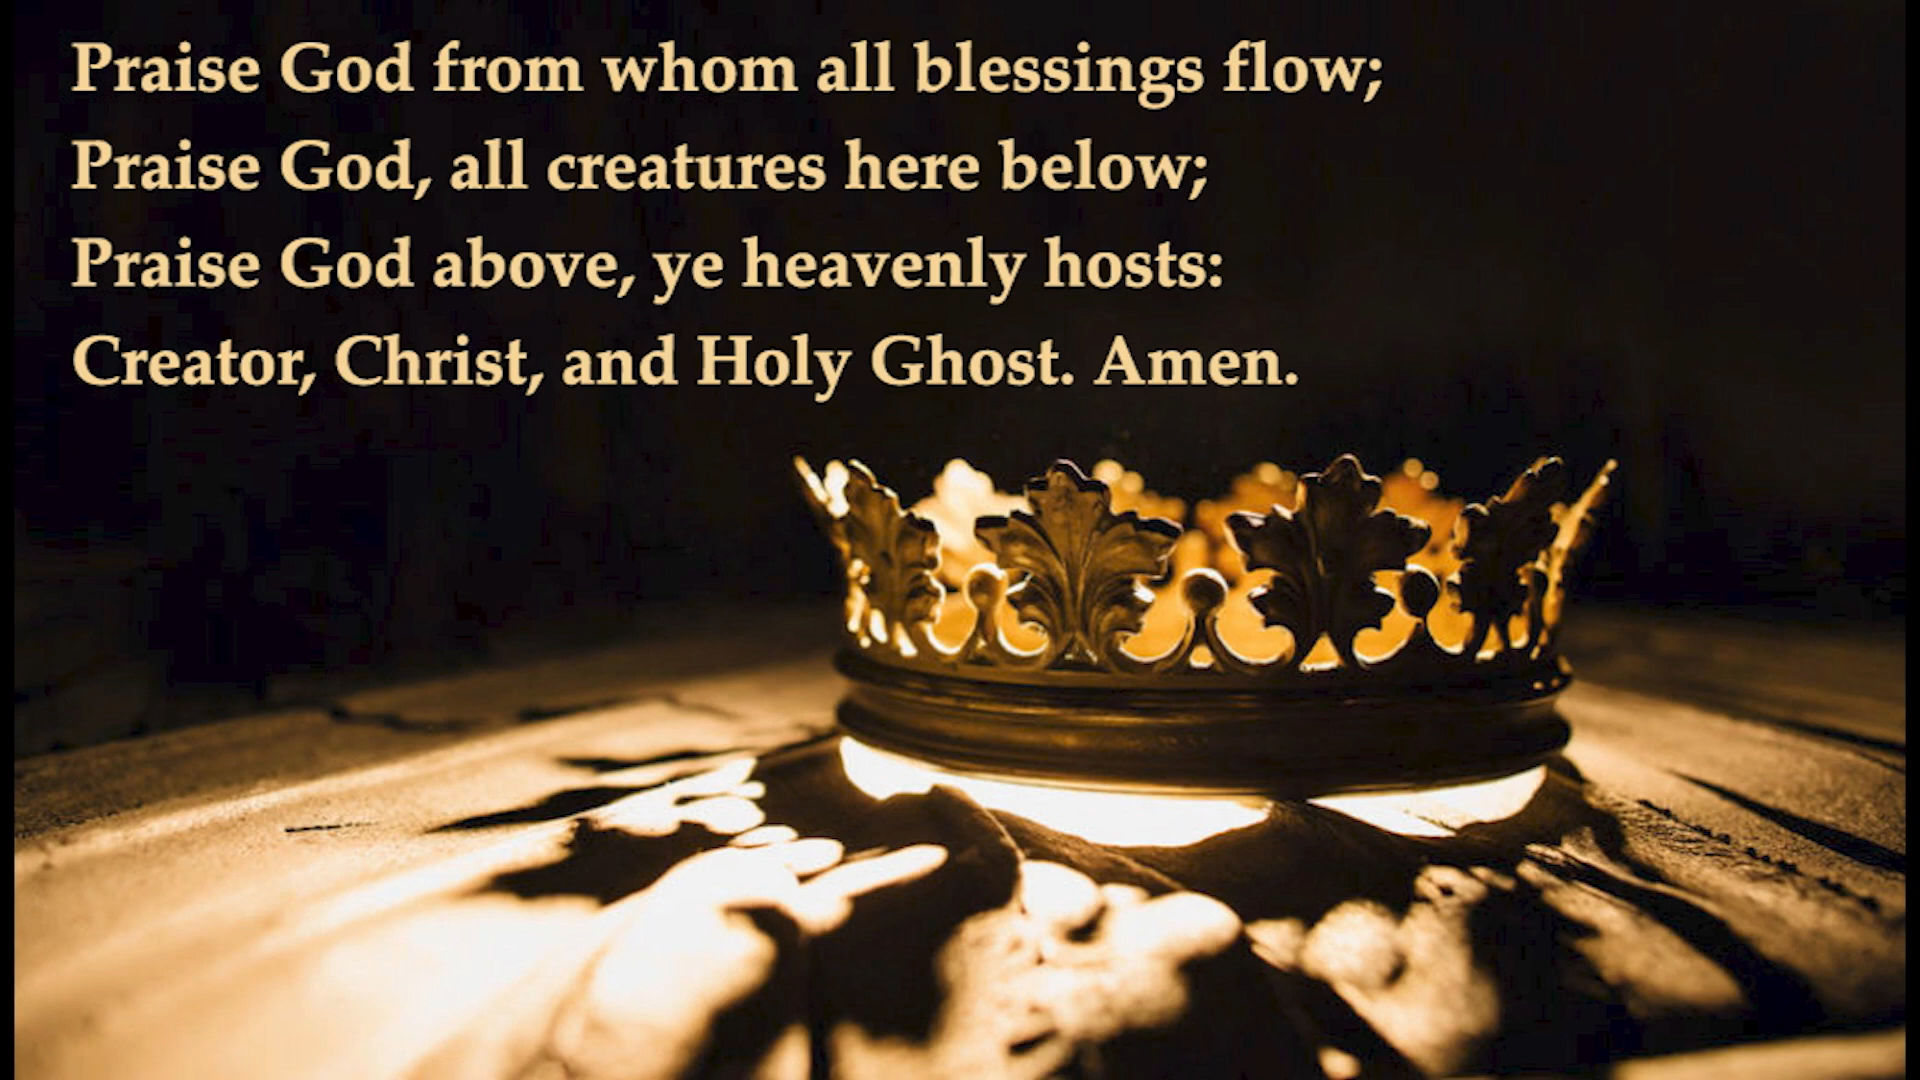 Praise God from whom all blessings flow;
Praise God, all creatures here below;
Praise God above, ye heavenly hosts:
Creator, Christ, and Holy Ghost. Amen.